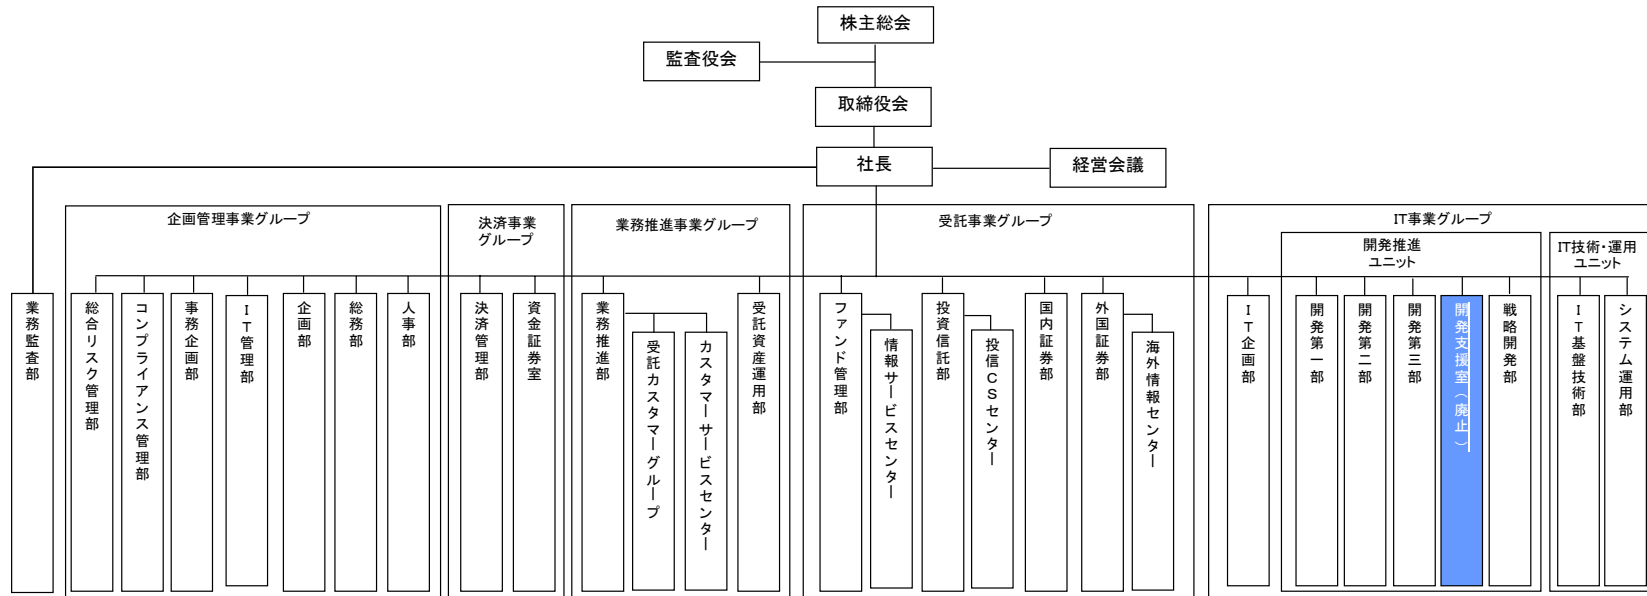 株主総会
監査役会
取締役会
社長
経営会議
企画管理事業グループ
決済事業
グループ
業務推進事業グループ
受託事業グループ
IT事業グループ
開発推進
ユニット
IT技術・運用
ユニット
業務監査部
総合リスク管理部
コンプライアンス管理部
事務企画部
IT管理部
企画部
総務部
人事部
決済管理部
資金証券室
業務推進部
受託カスタマーグループ
カスタマーサービスセンター
受託資産運用部
ファンド管理部
情報サービスセンター
投資信託部
投信CSセンター
国内証券部
外国証券部
海外情報センター
IT企画部
開発第一部
開発第二部
開発第三部
開発支援室(廃止)
戦略開発部
IT基盤技術部
システム運用部